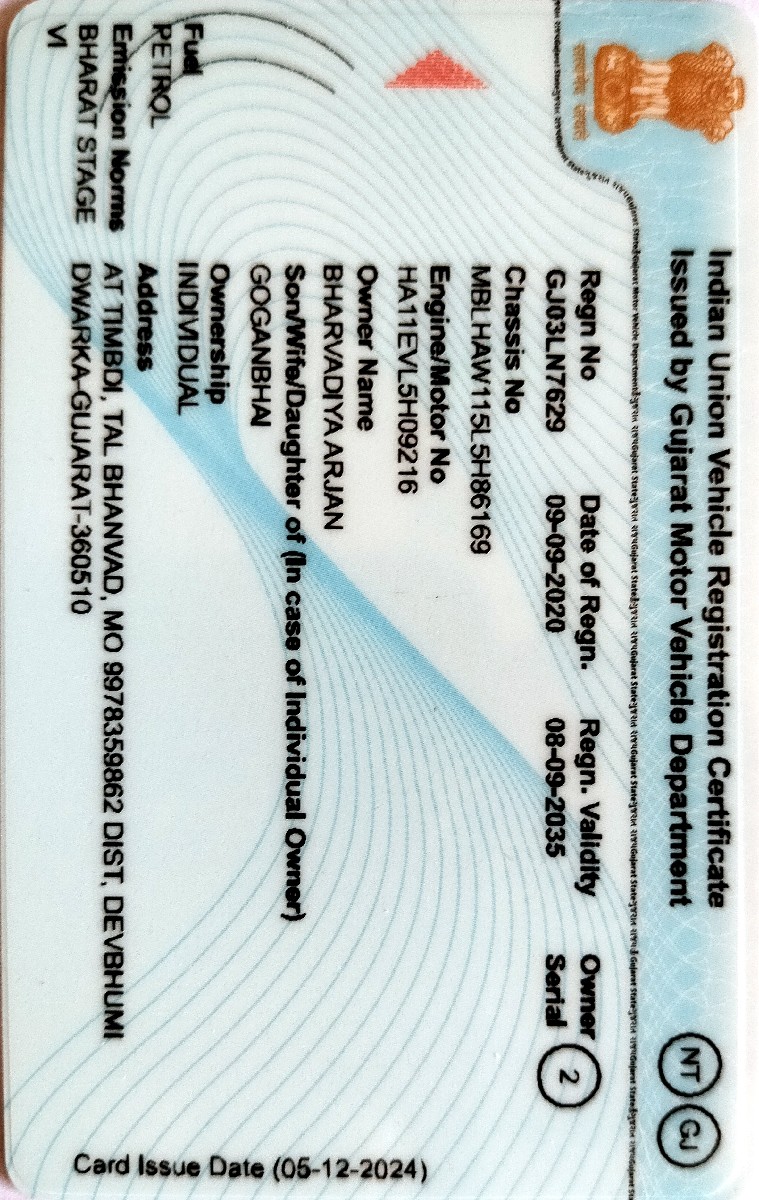 Indian Union Vehicle Registration Certificate
Issued by Gujarat Motor Vehicle Department
NT GJ
सत्यमेव जयते
Regn No Date of Regn. Regn. Validity Owner
GJ03LN7629 09-09-2020 08-09-2035 Serial 2
Chassis No
MBLHAW115L5H86169
Engine/Motor No
HA11EVL5H09216
Owner Name
BHARVADIYA ARJAN
Son/Wife/Daughter of (In case of Individual Owner)
GOGANBHAI
Ownership
INDIVIDUAL
Fuel
PETROL
Emission Norms
BHARAT STAGE
VI
Address
AT TIMBDI, TAL BHANVAD, MO 9978359862 DIST, DEVBHUMI
DWARKA-GUJARAT-360510
Card Issue Date (05-12-2024)